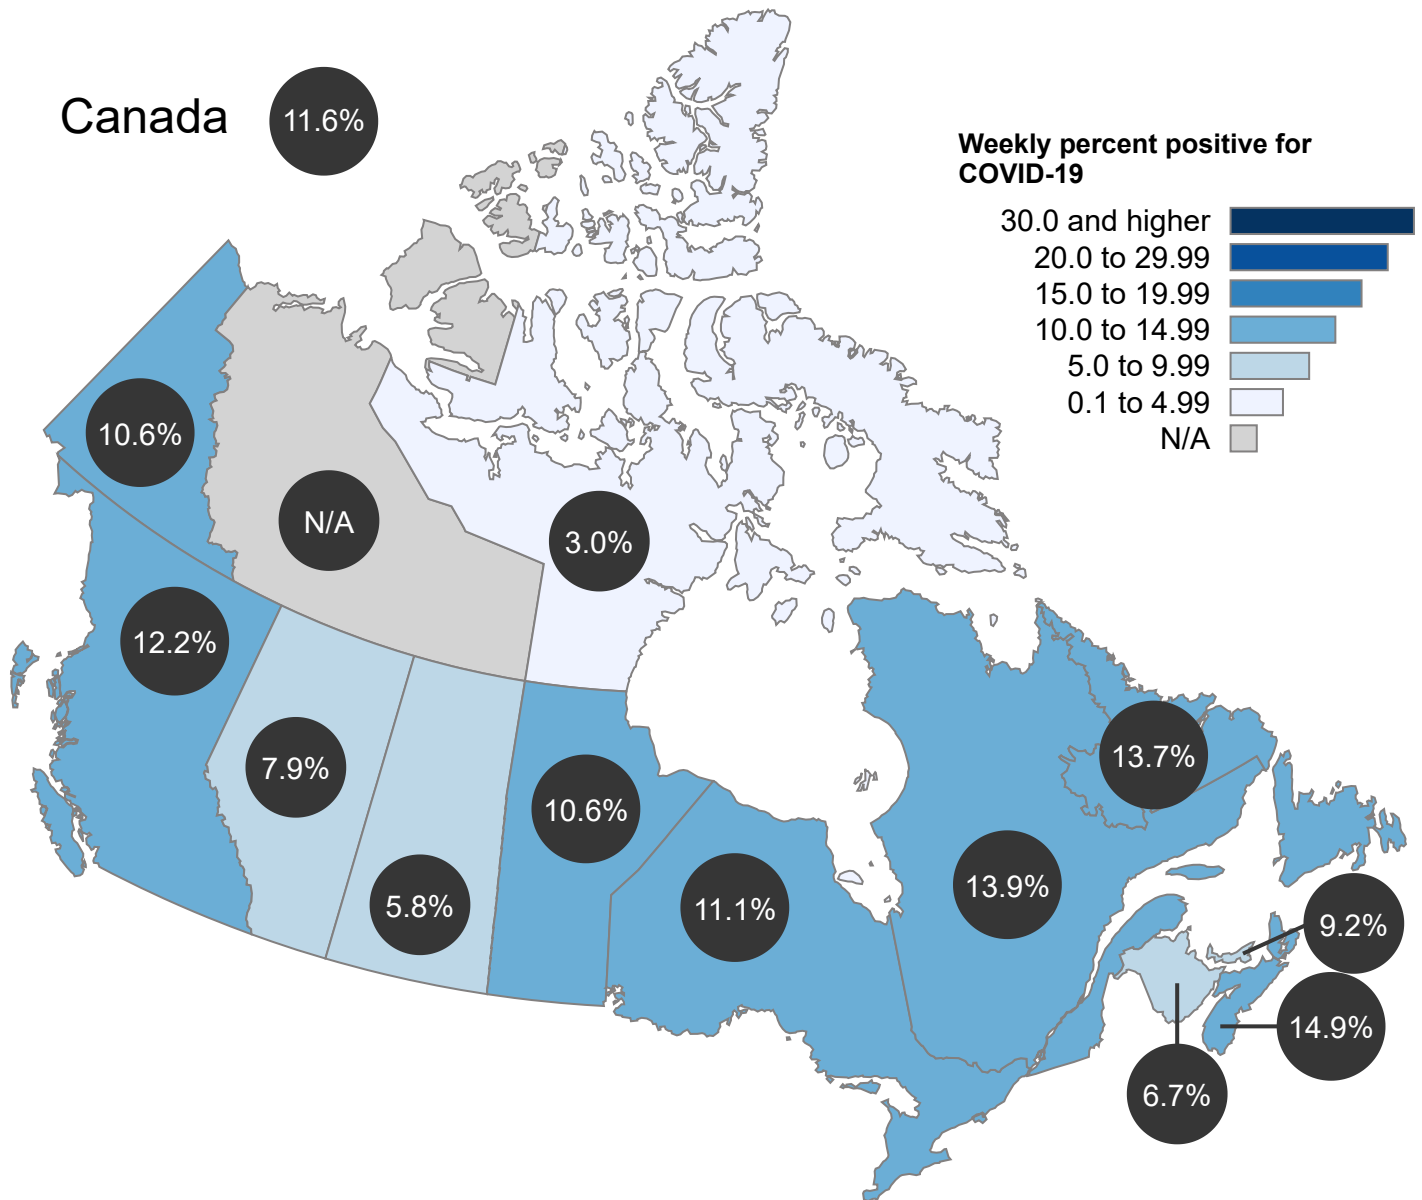 Canada
11.6%
Weekly percent positive for
COVID-19
30.0 and higher
20.0 to 29.99
15.0 to 19.99
10.0 to 14.99
5.0 to 9.99
0.1 to 4.99
N/A
10.6%
N/A
3.0%
12.2%
7.9%
5.8%
10.6%
11.1%
13.9%
13.7%
9.2%
14.9%
6.7%